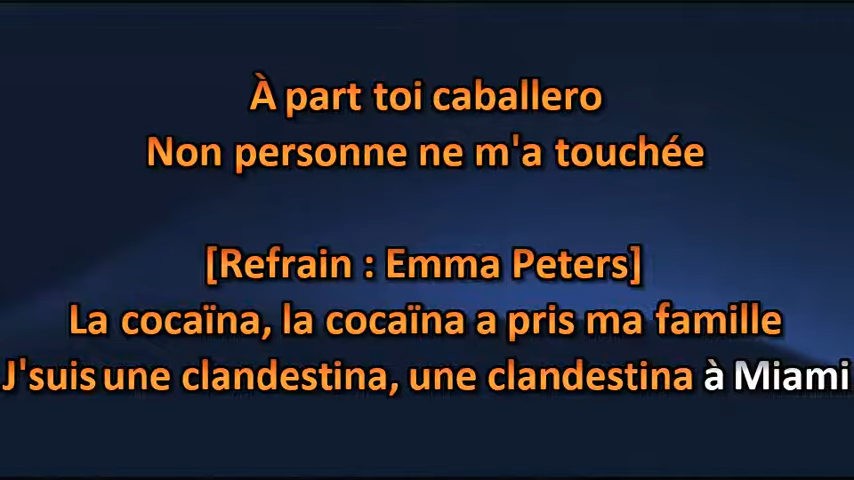 À part toi caballero
Non personne ne m'a touchée
[Refrain : Emma Peters]
La cocaïna, la cocaïna a pris ma famille
J'suis une clandestina, une clandestina à Miami